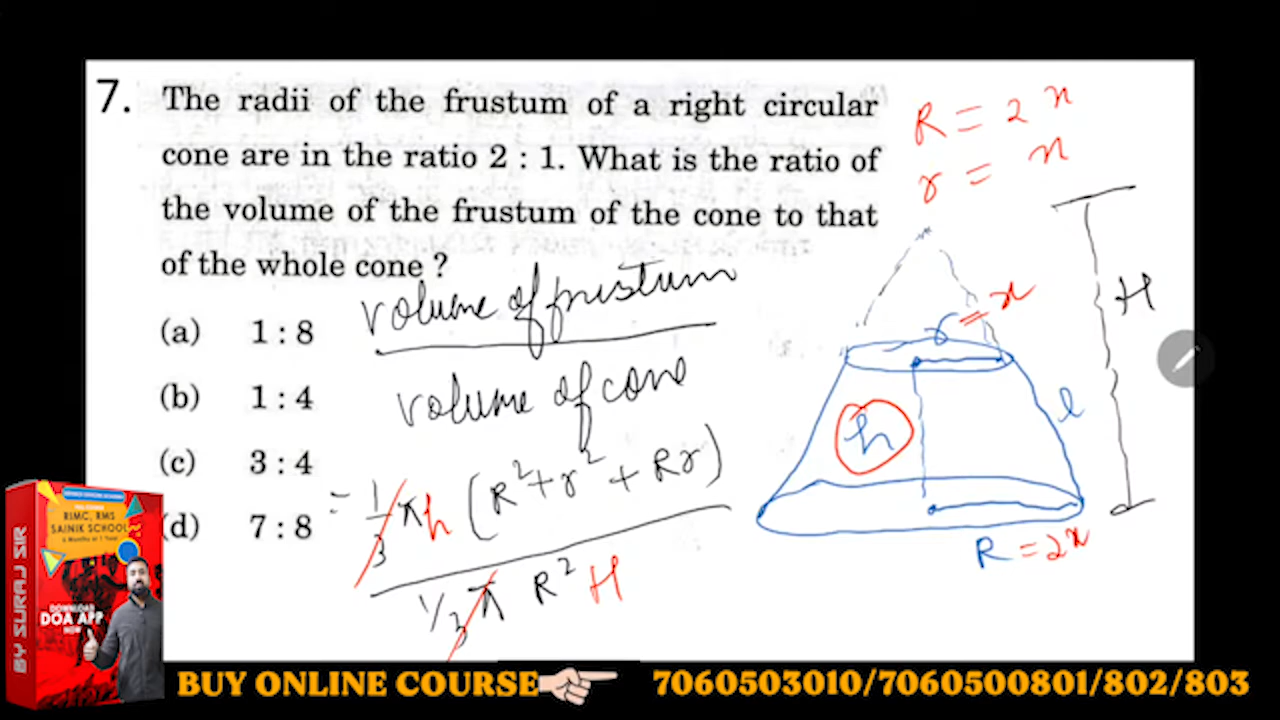 7. The radii of the frustum of a right circular
cone are in the ratio 2 : 1. What is the ratio of
the volume of the frustum of the cone to that
of the whole cone ?
(a) 1 : 8
(b) 1 : 4
(c) 3 : 4
(d) 7 : 8
volume of frustum
volume of cone
= 1/3 πh (R² + r² + Rr)
1/3 π R² H
R = 2x
r = x
r = x
H
h
l
R = 2x
RIMC, RMS
SAINIK SCHOOL
DOWNLOAD
DOA APP
NOW
BY SURAJ SIR
BUY ONLINE COURSE 7060503010/7060500801/802/803